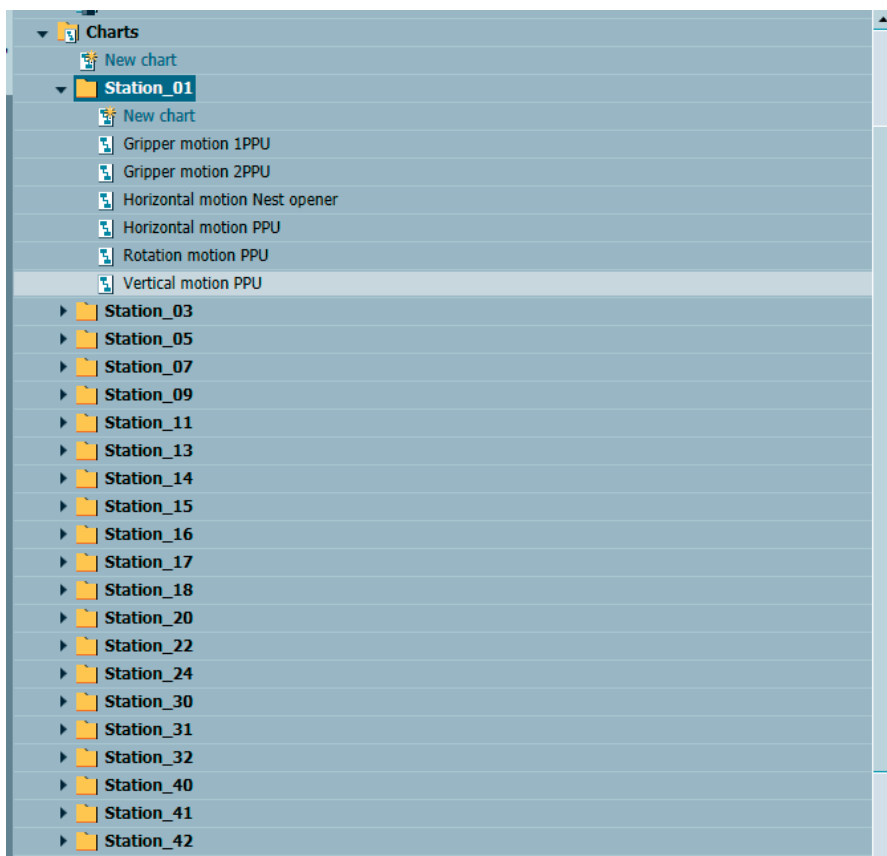 Charts
New chart
Station_01
New chart
Gripper motion 1PPU
Gripper motion 2PPU
Horizontal motion Nest opener
Horizontal motion PPU
Rotation motion PPU
Vertical motion PPU
Station_03
Station_05
Station_07
Station_09
Station_11
Station_13
Station_14
Station_15
Station_16
Station_17
Station_18
Station_20
Station_22
Station_24
Station_30
Station_31
Station_32
Station_40
Station_41
Station_42